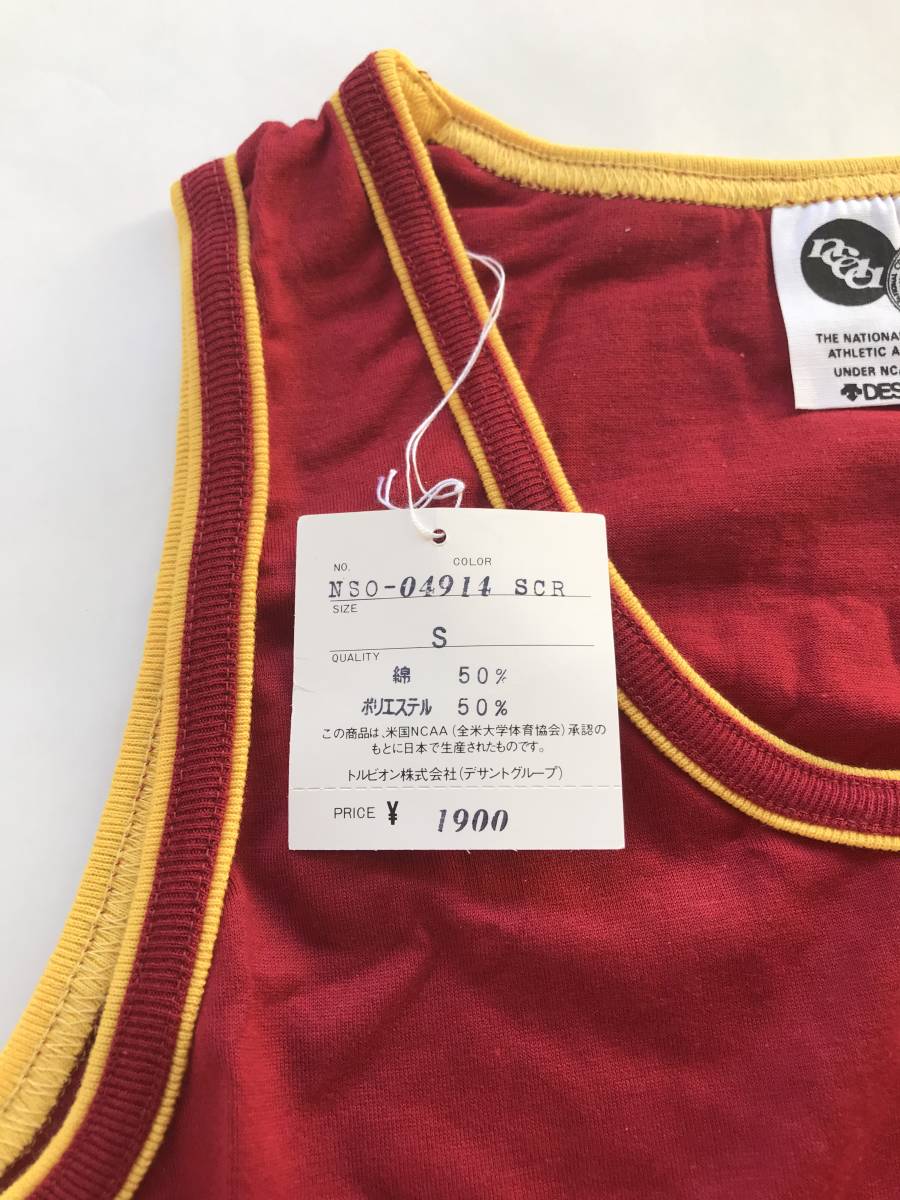 ncaa
THE NATIONAL
ATHLETIC A
UNDER NC
DES
NO. COLOR
NSO-04914 SCR
SIZE
S
QUALITY
綿 50%
ポリエステル 50%
この商品は、米国NCAA(全米大学体育協会)承認の
もとに日本で生産されたものです。
トルビオン株式会社(デサントグループ)
PRICE ¥ 1900